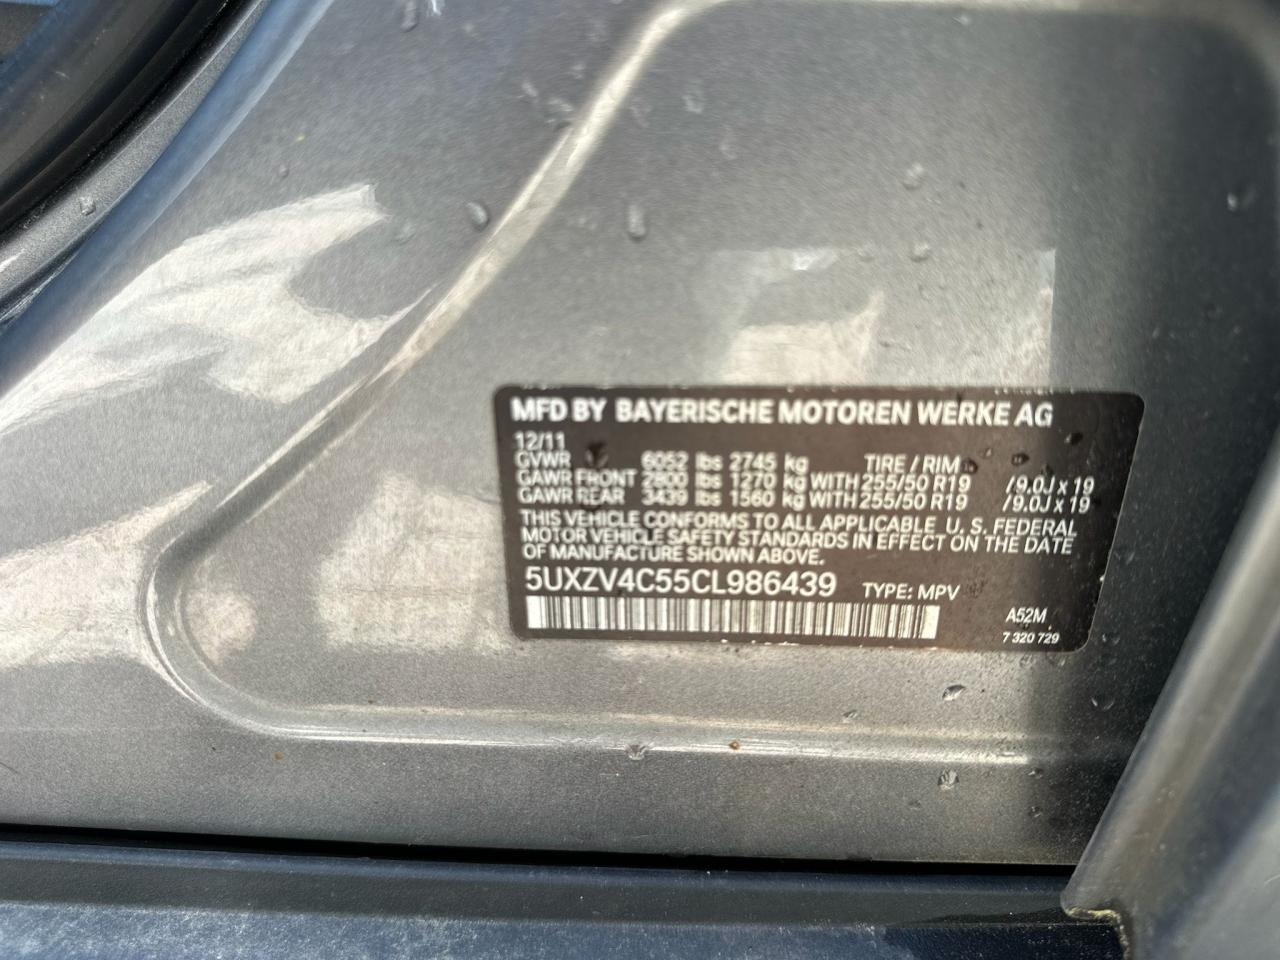 MFD BY BAYERISCHE MOTOREN WERKE AG
12/11
GVWR 6052 lbs 2745 kg TIRE / RIM
GAWR FRONT 2800 lbs 1270 kg WITH 255/50 R19 /9.0J x 19
GAWR REAR 3439 lbs 1560 kg WITH 255/50 R19 /9.0J x 19
THIS VEHICLE CONFORMS TO ALL APPLICABLE U. S. FEDERAL
MOTOR VEHICLE SAFETY STANDARDS IN EFFECT ON THE DATE
OF MANUFACTURE SHOWN ABOVE.
5UXZV4C55CL986439 TYPE: MPV
A52M
7 320 729